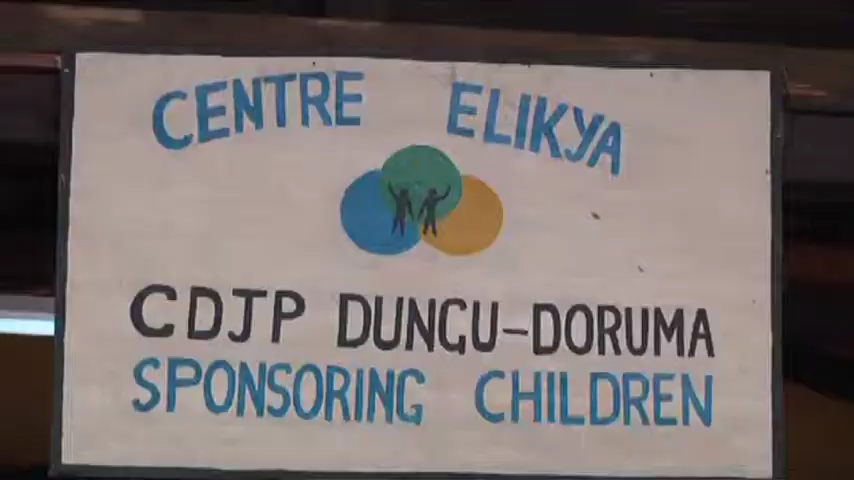 CENTRE ELIKYA
CDJP DUNGU-DORUMA
SPONSORING CHILDREN